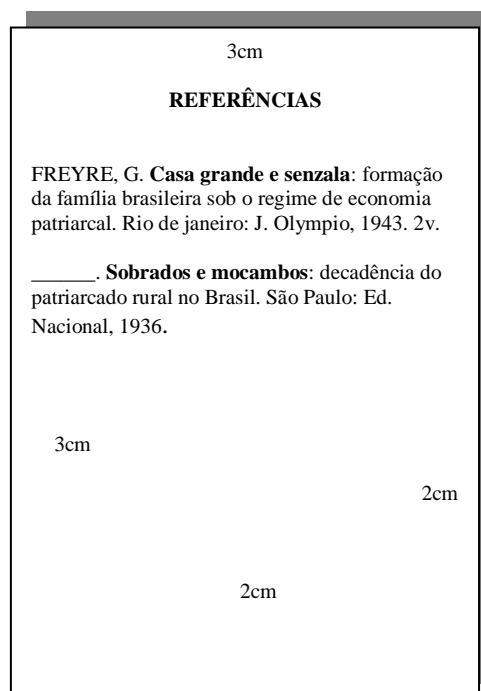 3cm
REFERÊNCIAS
FREYRE, G. Casa grande e senzala: formação
da família brasileira sob o regime de economia
patriarcal. Rio de janeiro: J. Olympio, 1943. 2v.
______. Sobrados e mocambos: decadência do
patriarcado rural no Brasil. São Paulo: Ed.
Nacional, 1936.
3cm
2cm
2cm